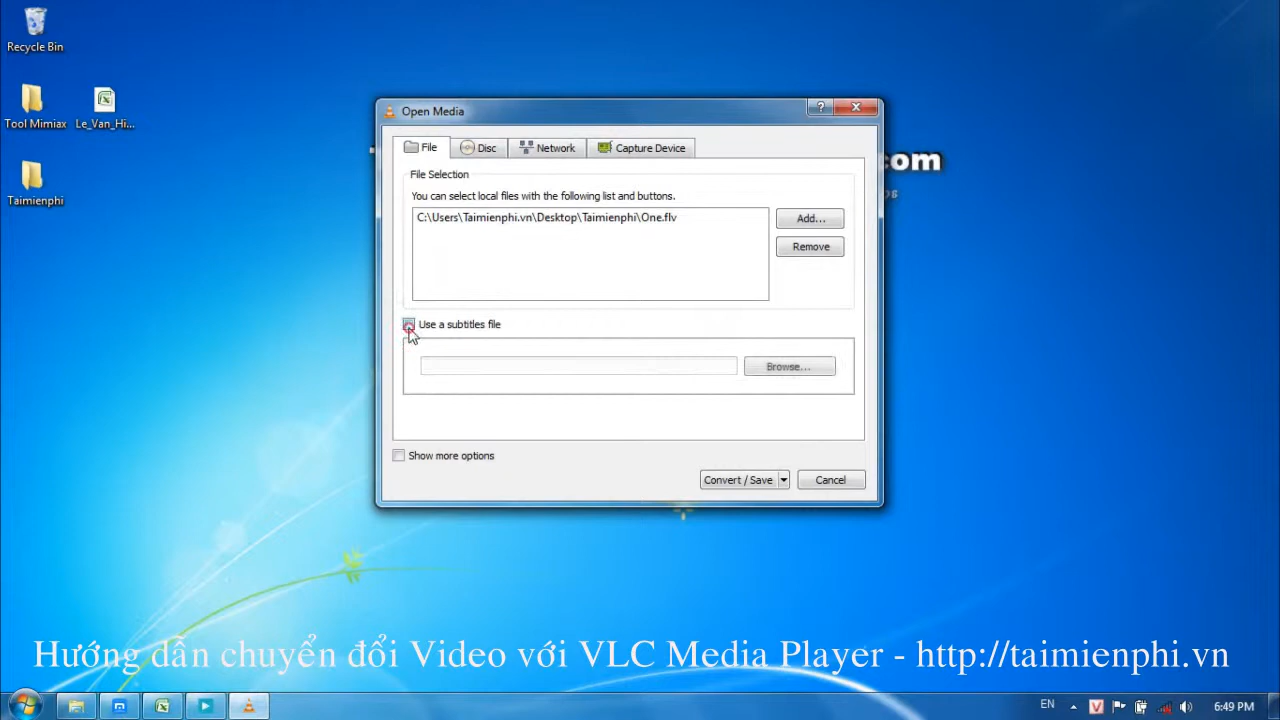 Recycle Bin
Tool Mimiax
Le_Van_Hi...
Taimienphi
Open Media
?
File
Disc
Network
Capture Device
com
File Selection
You can select local files with the following list and buttons.
C:\Users\Taimienphi.vn\Desktop\Taimienphi\One.flv
Add...
Remove
Use a subtitles file
Browse...
Show more options
Convert / Save
Cancel
Hướng dẫn chuyển đổi Video với VLC Media Player - http://taimienphi.vn
EN
V
6:49 PM